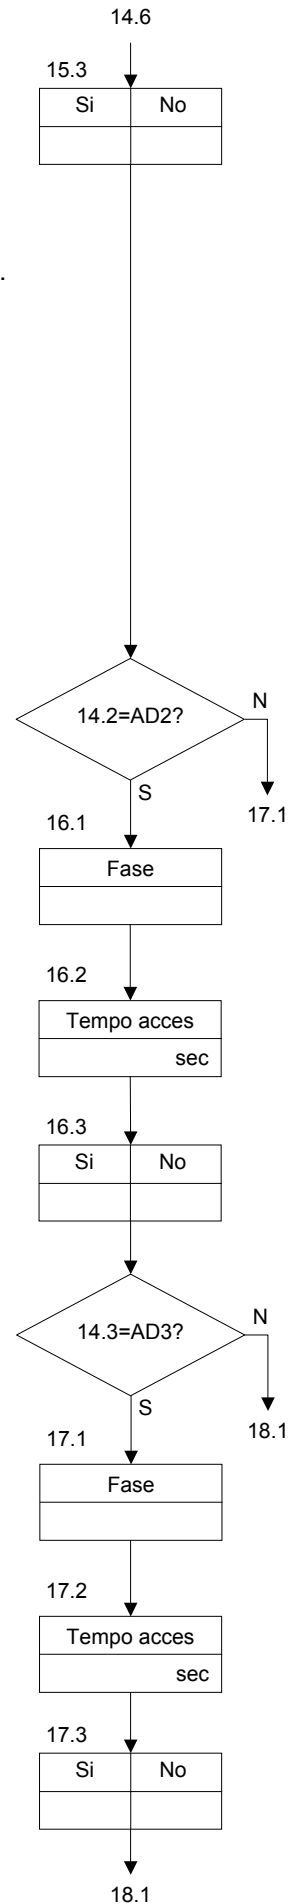 14.6
15.3
Si No
.
14.2=AD2?
N
S
17.1
16.1
Fase
16.2
Tempo acces
sec
16.3
Si No
14.3=AD3?
N
S
18.1
17.1
Fase
17.2
Tempo acces
sec
17.3
Si No
18.1